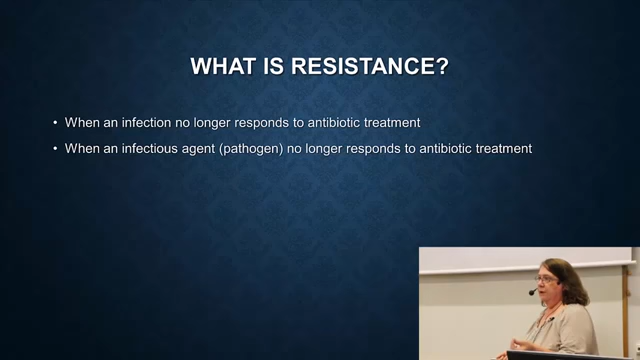 WHAT IS RESISTANCE?
• When an infection no longer responds to antibiotic treatment
• When an infectious agent (pathogen) no longer responds to antibiotic treatment